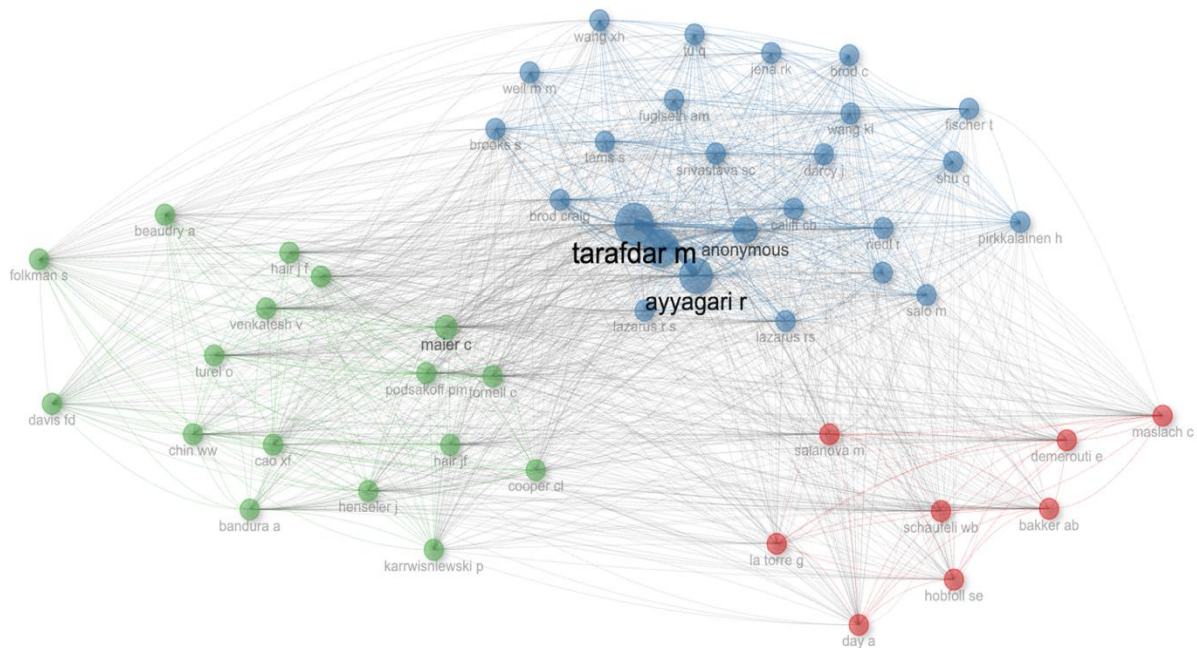 wang xh
tu q
jena rk
brod c
weil m m
fuglseth am
wang kl
fischer t
brooks s
tams s
srivastava sc
darcy j
shu q
brod craig
califf cb
beaudry a
riedl r
pirkkalainen h
tarafdar m
anonymous
folkman s
hair j f
ayyagari r
salo m
venkatesh v
lazarus r s
lazarus rs
maier c
turel o
podsakoff pm
fornell c
davis fd
maslach c
chin ww
cao xf
hair jf
salanova m
demerouti e
cooper cl
henseler j
bandura a
schaufeli wb
bakker ab
karrwisniewski p
la torre g
hobfoll se
day a